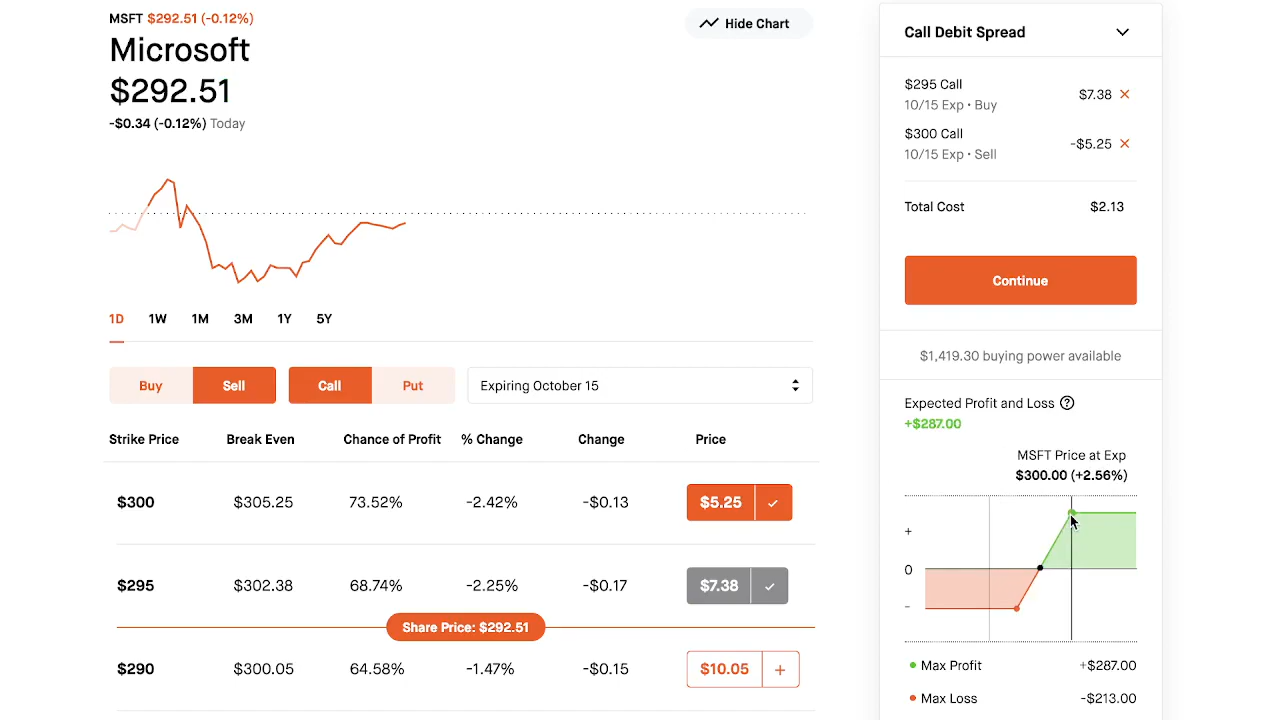 MSFT $292.51 (-0.12%)
Microsoft
$292.51
-$0.34 (-0.12%) Today
Hide Chart
1D 1W 1M 3M 1Y 5Y
Buy Sell Call Put Expiring October 15
Strike Price Break Even Chance of Profit % Change Change Price
$300 $305.25 73.52% -2.42% -$0.13 $5.25
$295 $302.38 68.74% -2.25% -$0.17 $7.38
Share Price: $292.51
$290 $300.05 64.58% -1.47% -$0.15 $10.05 +
Call Debit Spread
$295 Call $7.38 ×
10/15 Exp • Buy
$300 Call -$5.25 ×
10/15 Exp • Sell
Total Cost $2.13
Continue
$1,419.30 buying power available
Expected Profit and Loss ?
+$287.00
MSFT Price at Exp
$300.00 (+2.56%)
+
0
-
Max Profit +$287.00
Max Loss -$213.00